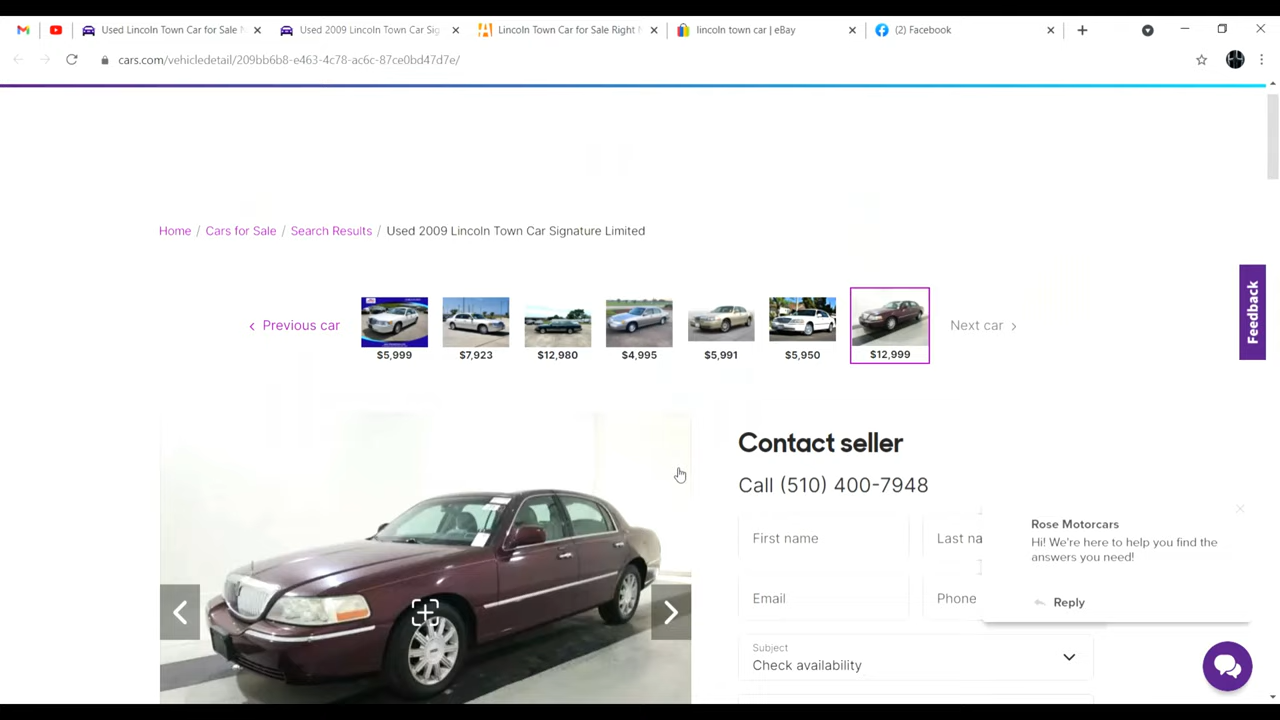 Used Lincoln Town Car for Sale N
Used 2009 Lincoln Town Car Sig
Lincoln Town Car for Sale Right N
lincoln town car | eBay
(2) Facebook
cars.com/vehicledetail/209bb6b8-e463-4c78-ac6c-87ce0bd47d7e/
Home / Cars for Sale / Search Results / Used 2009 Lincoln Town Car Signature Limited
Feedback
Previous car
$5,999
$7,923
$12,980
$4,995
$5,991
$5,950
$12,999
Next car
Contact seller
Call (510) 400-7948
First name
Last na
Email
Phone
Subject
Check availability
Rose Motorcars
Hi! We're here to help you find the
answers you need!
Reply